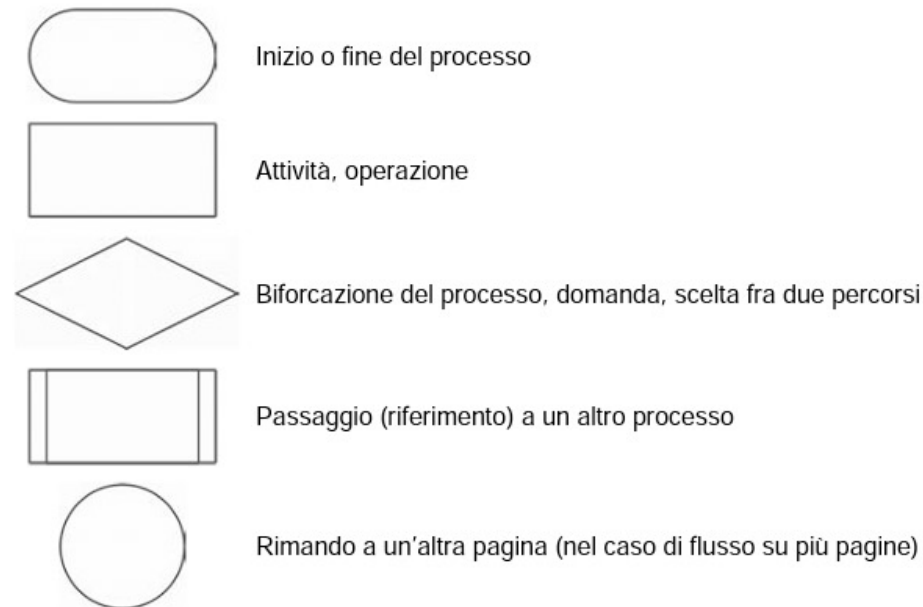 Inizio o fine del processo
Attività, operazione
Biforcazione del processo, domanda, scelta fra due percorsi
Passaggio (riferimento) a un altro processo
Rimando a un'altra pagina (nel caso di flusso su più pagine)